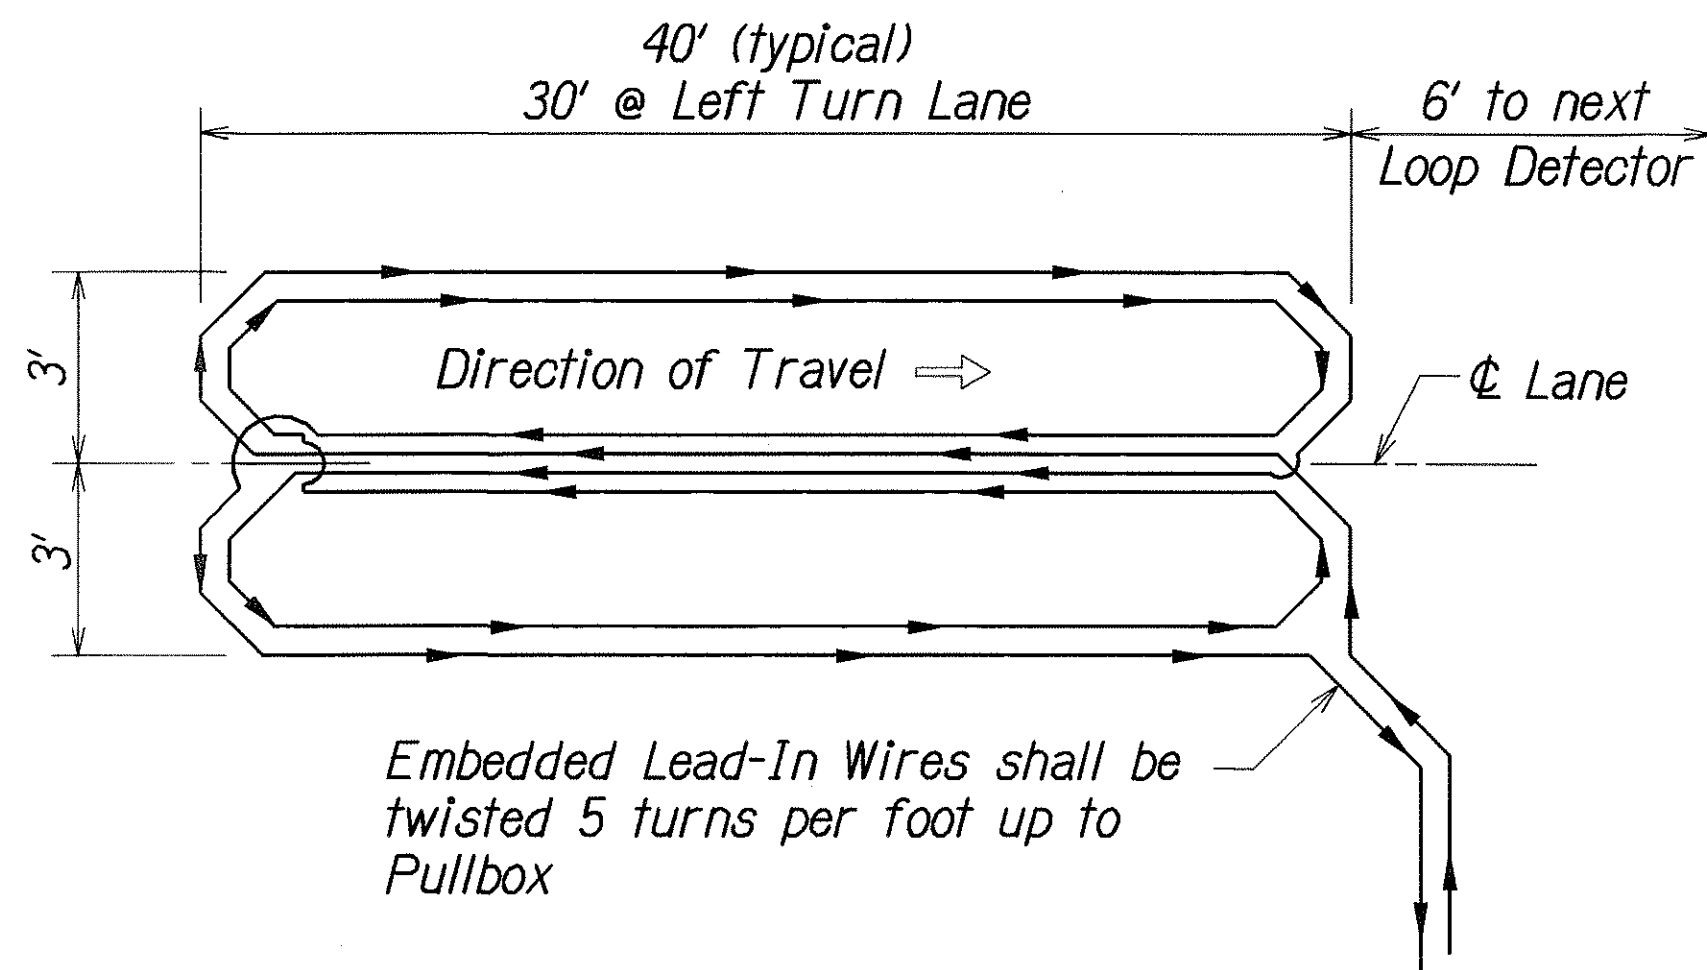 40' (typical)
30' @ Left Turn Lane
6' to next
Loop Detector
3'
Direction of Travel
℄ Lane
3'
Embedded Lead-In Wires shall be
twisted 5 turns per foot up to
Pullbox